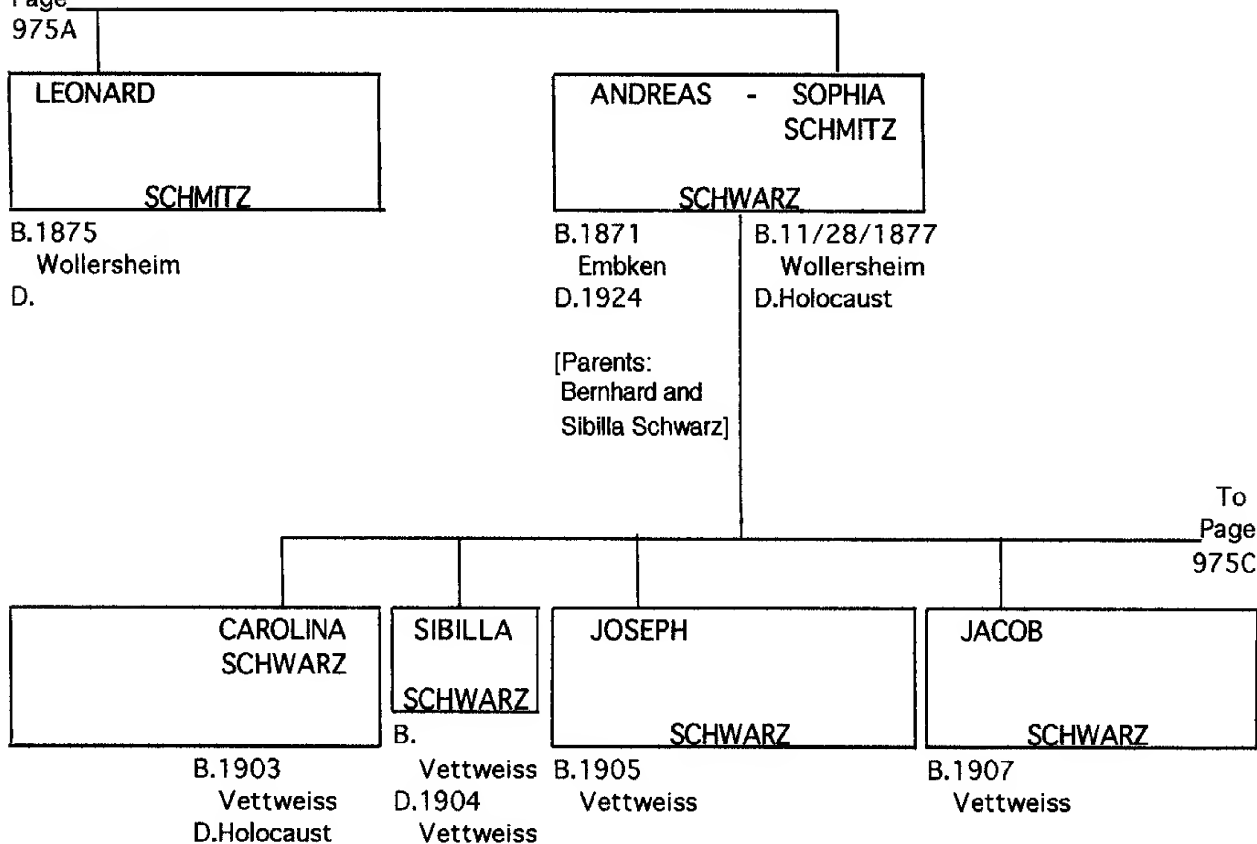 Page
975A
LEONARD
SCHMITZ
B.1875
Wollersheim
D.
ANDREAS - SOPHIA
SCHMITZ
SCHWARZ
B.1871
Embken
D.1924
B.11/28/1877
Wollersheim
D.Holocaust
[Parents:
Bernhard and
Sibilla Schwarz]
To
Page
975C
CAROLINA
SCHWARZ
B.1903
Vettweiss
D.Holocaust
SIBILLA
SCHWARZ
B.
Vettweiss
D.1904
Vettweiss
JOSEPH
SCHWARZ
B.1905
Vettweiss
JACOB
SCHWARZ
B.1907
Vettweiss